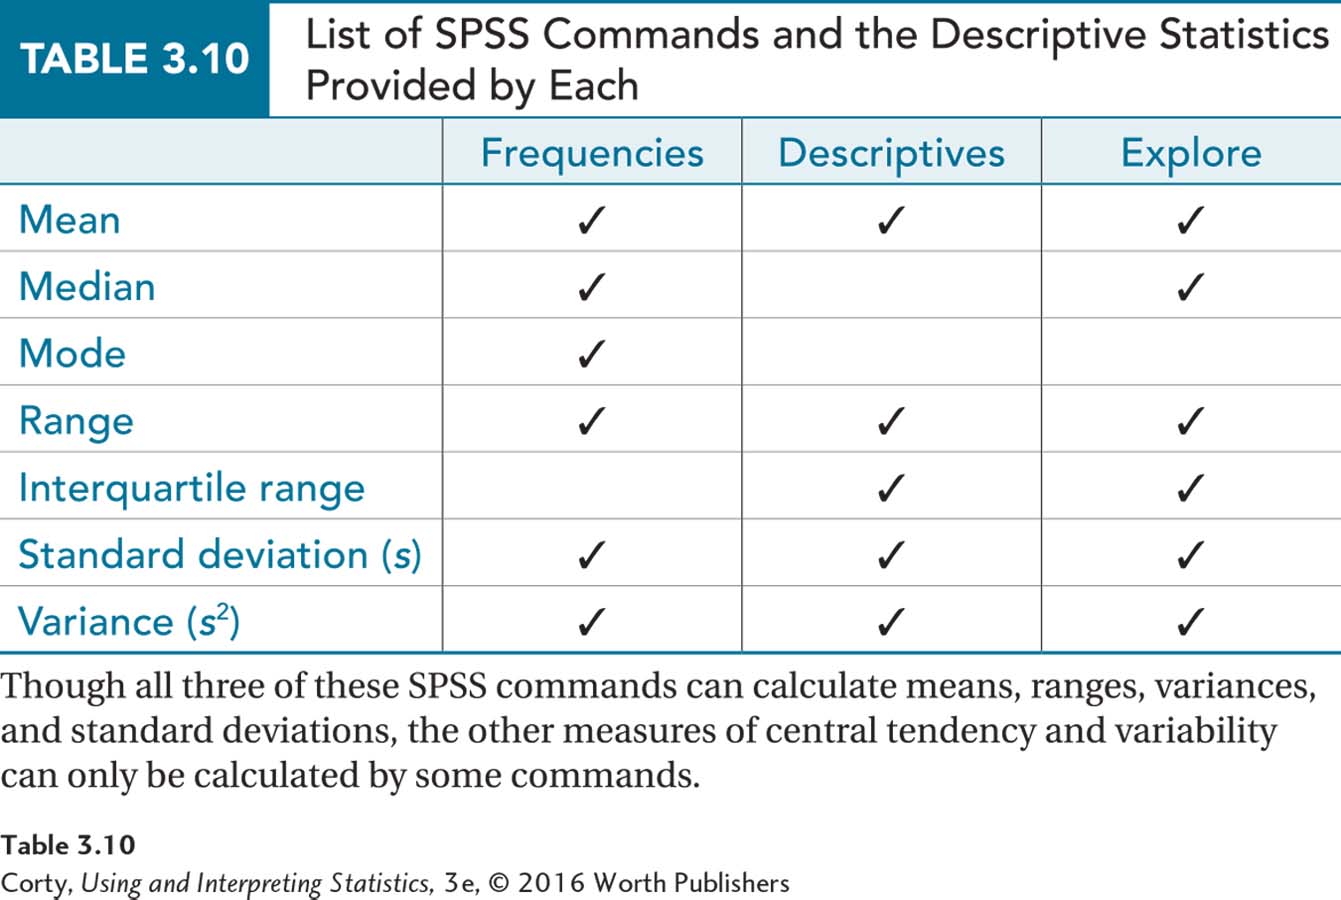 TABLE 3.10
List of SPSS Commands and the Descriptive Statistics
Provided by Each
Frequencies Descriptives Explore
Mean ✓ ✓ ✓
Median ✓ ✓
Mode ✓
Range ✓ ✓ ✓
Interquartile range ✓ ✓
Standard deviation (s) ✓ ✓ ✓
Variance (s²) ✓ ✓ ✓
Though all three of these SPSS commands can calculate means, ranges, variances,
and standard deviations, the other measures of central tendency and variability
can only be calculated by some commands.
Table 3.10
Corty, Using and Interpreting Statistics, 3e, © 2016 Worth Publishers